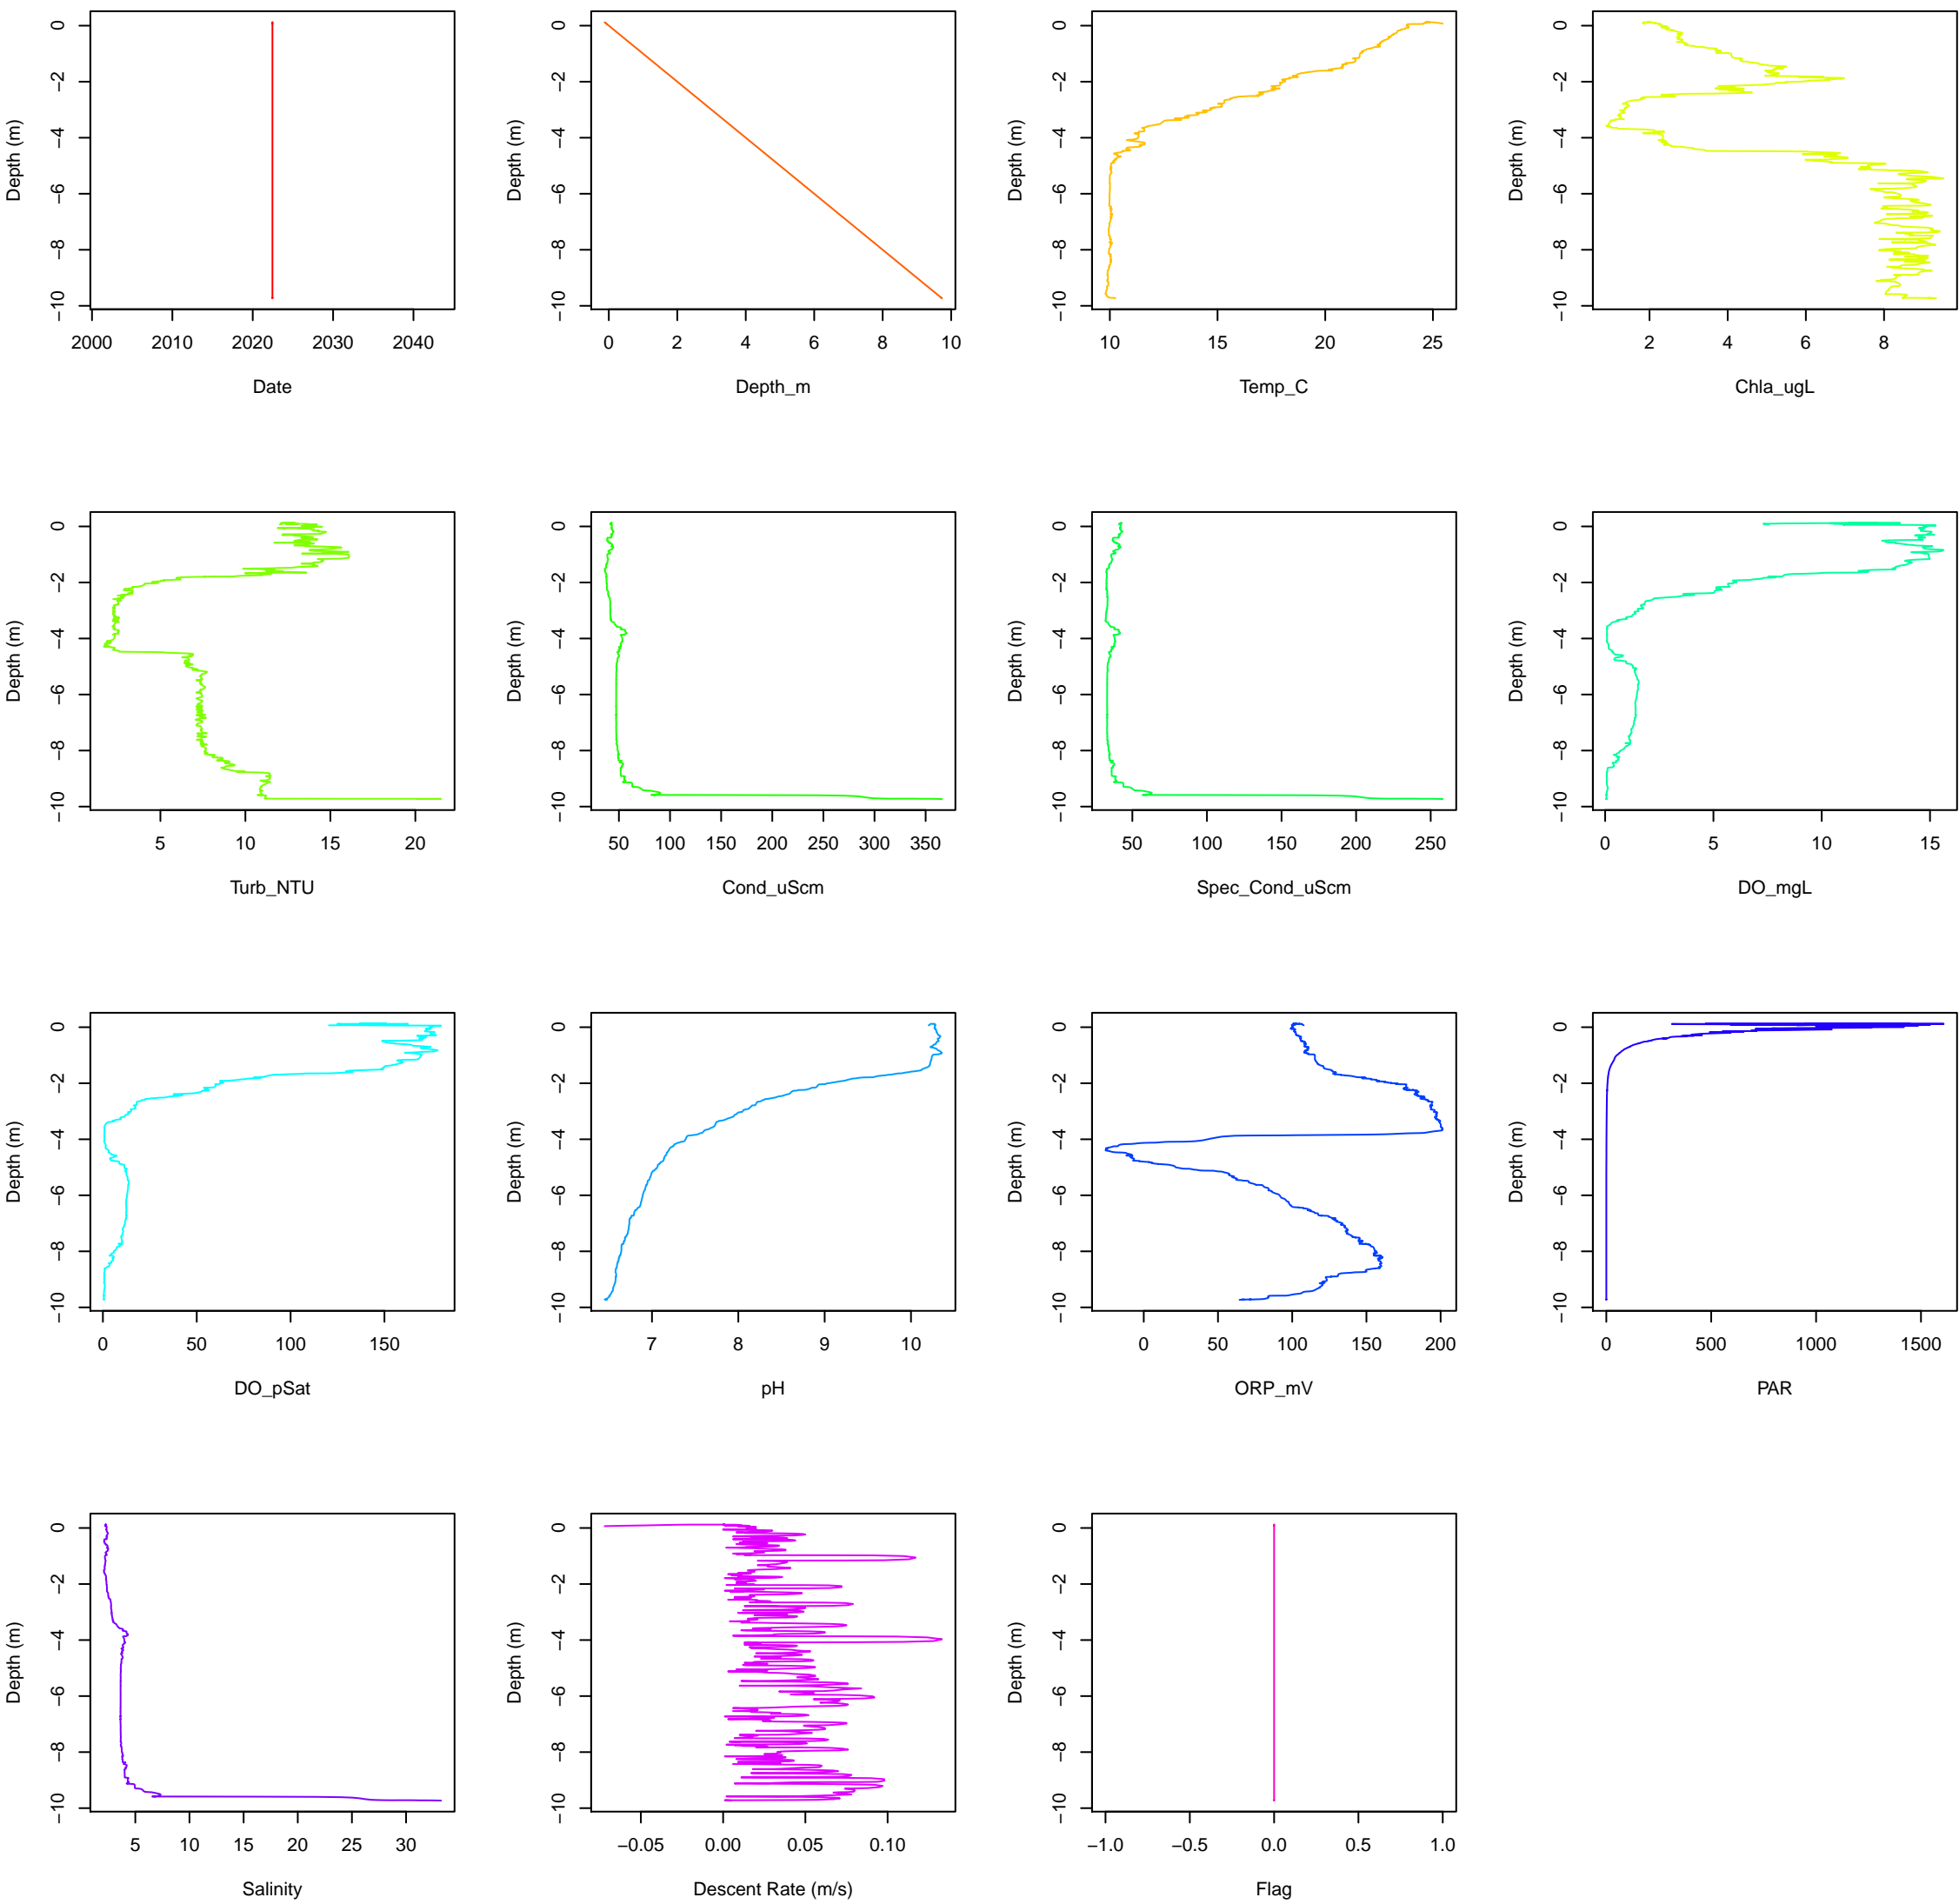 0
−2
−4
−6
−8
−10
Depth (m)
2000 2010 2020 2030 2040
Date
0
−2
−4
−6
−8
−10
Depth (m)
0 2 4 6 8 10
Depth_m
0
−2
−4
−6
−8
−10
Depth (m)
10 15 20 25
Temp_C
0
−2
−4
−6
−8
−10
Depth (m)
2 4 6 8
Chla_ugL
0
−2
−4
−6
−8
−10
Depth (m)
5 10 15 20
Turb_NTU
0
−2
−4
−6
−8
−10
Depth (m)
50 100 150 200 250 300 350
Cond_uScm
0
−2
−4
−6
−8
−10
Depth (m)
50 100 150 200 250
Spec_Cond_uScm
0
−2
−4
−6
−8
−10
Depth (m)
0 5 10 15
DO_mgL
0
−2
−4
−6
−8
−10
Depth (m)
0 50 100 150
DO_pSat
0
−2
−4
−6
−8
−10
Depth (m)
7 8 9 10
pH
0
−2
−4
−6
−8
−10
Depth (m)
0 50 100 150 200
ORP_mV
0
−2
−4
−6
−8
−10
Depth (m)
0 500 1000 1500
PAR
0
−2
−4
−6
−8
−10
Depth (m)
5 10 15 20 25 30
Salinity
0
−2
−4
−6
−8
−10
Depth (m)
−0.05 0.00 0.05 0.10
Descent Rate (m/s)
0
−2
−4
−6
−8
−10
Depth (m)
−1.0 −0.5 0.0 0.5 1.0
Flag